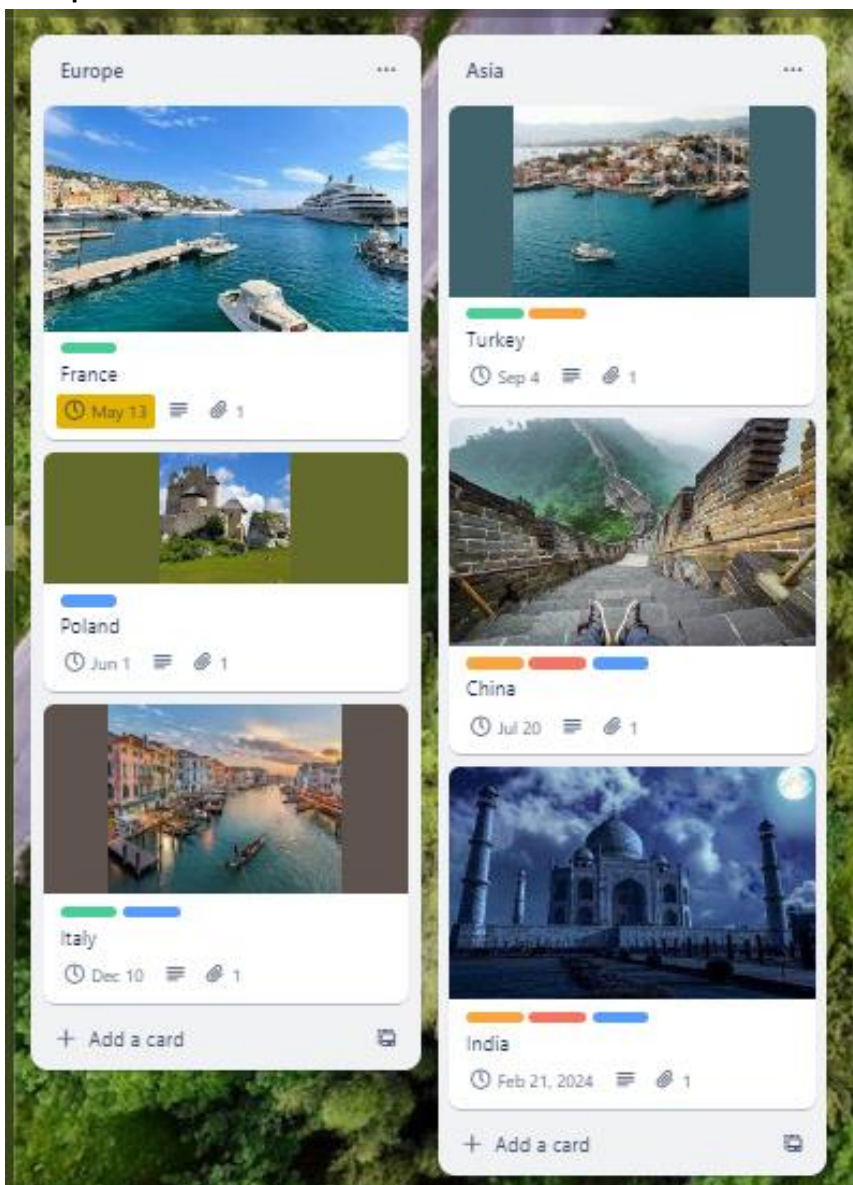 Europe
France
May 13
1
Poland
Jun 1
1
Italy
Dec 10
1
+ Add a card
Asia
Turkey
Sep 4
1
China
Jul 20
1
India
Feb 21, 2024
1
+ Add a card